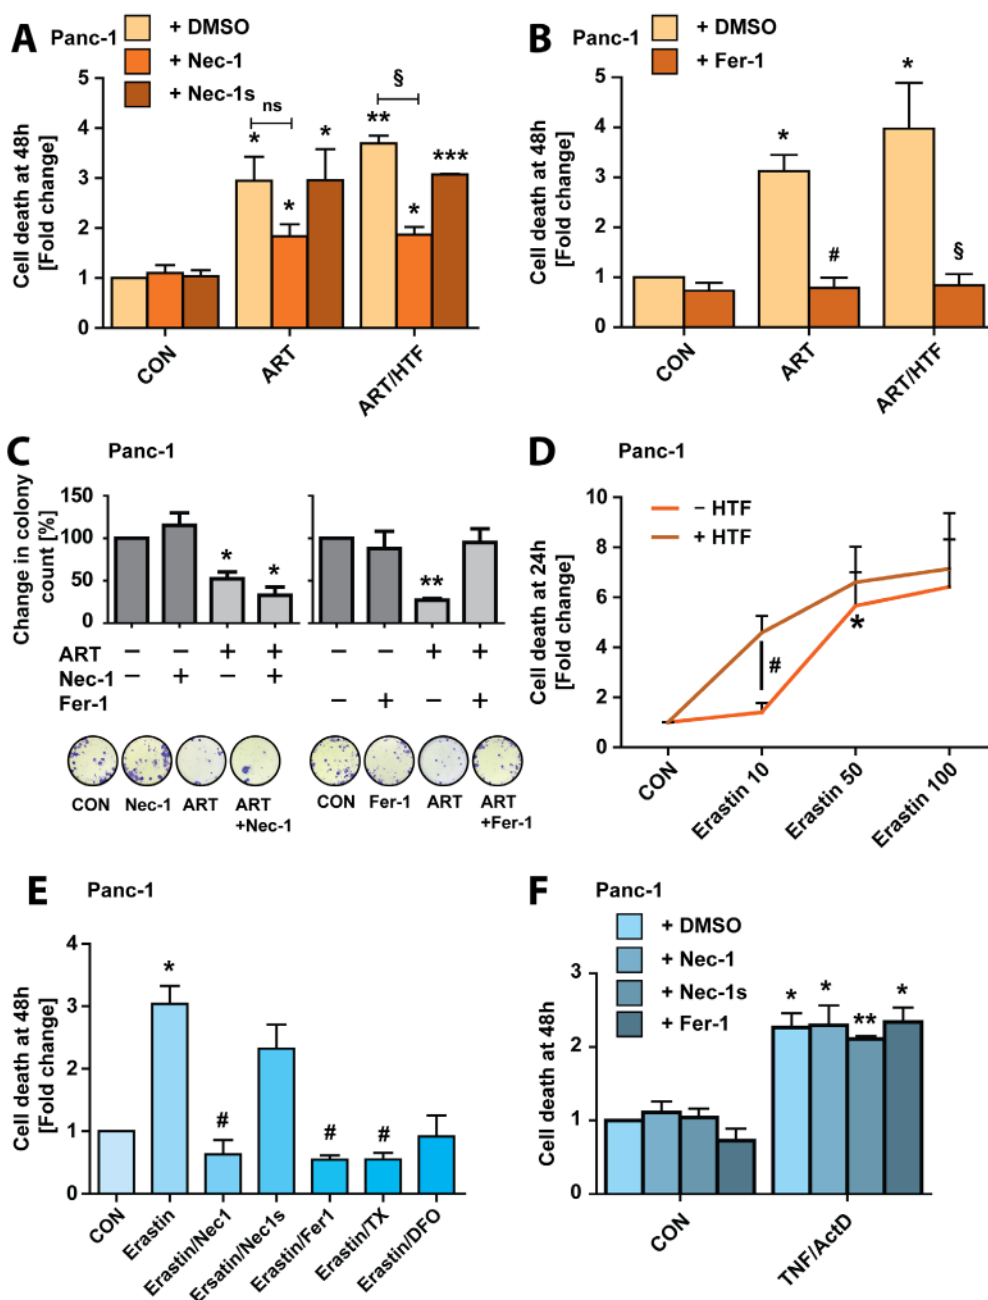 A
Panc-1
+ DMSO
+ Nec-1
+ Nec-1s
Cell death at 48h
[Fold change]
5
4
3
2
1
0
ns
§
*
*
*
**
*
***
CON
ART
ART/HTF
B
Panc-1
+ DMSO
+ Fer-1
Cell death at 48h
[Fold change]
5
4
3
2
1
0
*
#
*
§
CON
ART
ART/HTF
C
Panc-1
Change in colony
count [%]
150
100
50
0
*
*
**
ART − − + + − − + +
Nec-1 − + − +
Fer-1 − + − +
CON Nec-1 ART ART
+Nec-1
CON Fer-1 ART ART
+Fer-1
D
Panc-1
− HTF
+ HTF
Cell death at 24h
[Fold change]
10
8
6
4
2
0
#
*
CON
Erastin 10
Erastin 50
Erastin 100
E
Panc-1
Cell death at 48h
[Fold change]
4
3
2
1
0
*
#
#
#
CON
Erastin
Erastin/Nec1
Ersatin/Nec1s
Erastin/Fer1
Erastin/TX
Erastin/DFO
F
Panc-1
+ DMSO
+ Nec-1
+ Nec-1s
+ Fer-1
Cell death at 48h
[Fold change]
3
2
1
0
*
*
**
*
CON
TNF/ActD